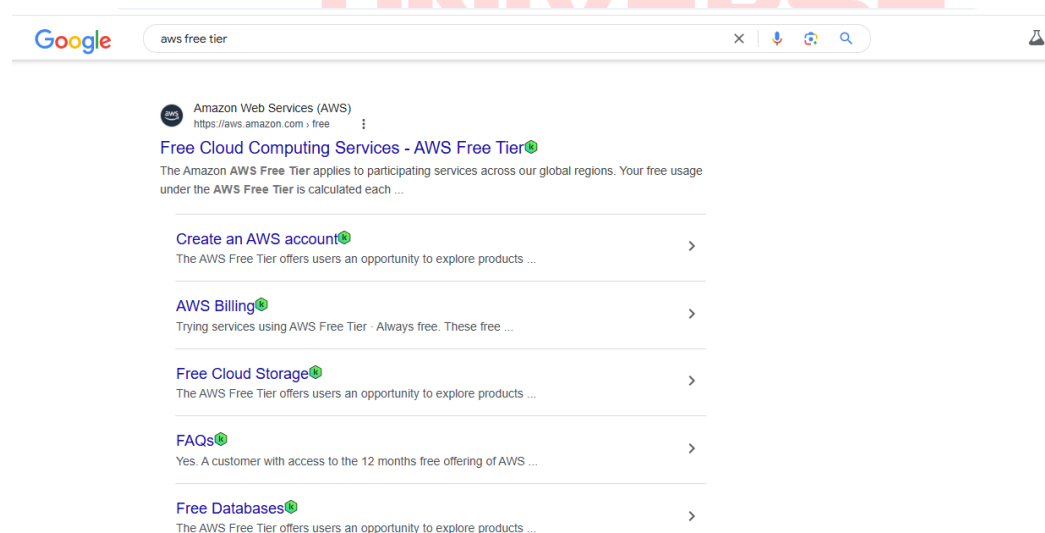 Google
aws free tier
aws
Amazon Web Services (AWS)
https://aws.amazon.com › free
Free Cloud Computing Services - AWS Free Tier
The Amazon AWS Free Tier applies to participating services across our global regions. Your free usage
under the AWS Free Tier is calculated each ...
Create an AWS account
The AWS Free Tier offers users an opportunity to explore products ...
AWS Billing
Trying services using AWS Free Tier · Always free. These free ...
Free Cloud Storage
The AWS Free Tier offers users an opportunity to explore products ...
FAQs
Yes. A customer with access to the 12 months free offering of AWS ...
Free Databases
The AWS Free Tier offers users an opportunity to explore products ...